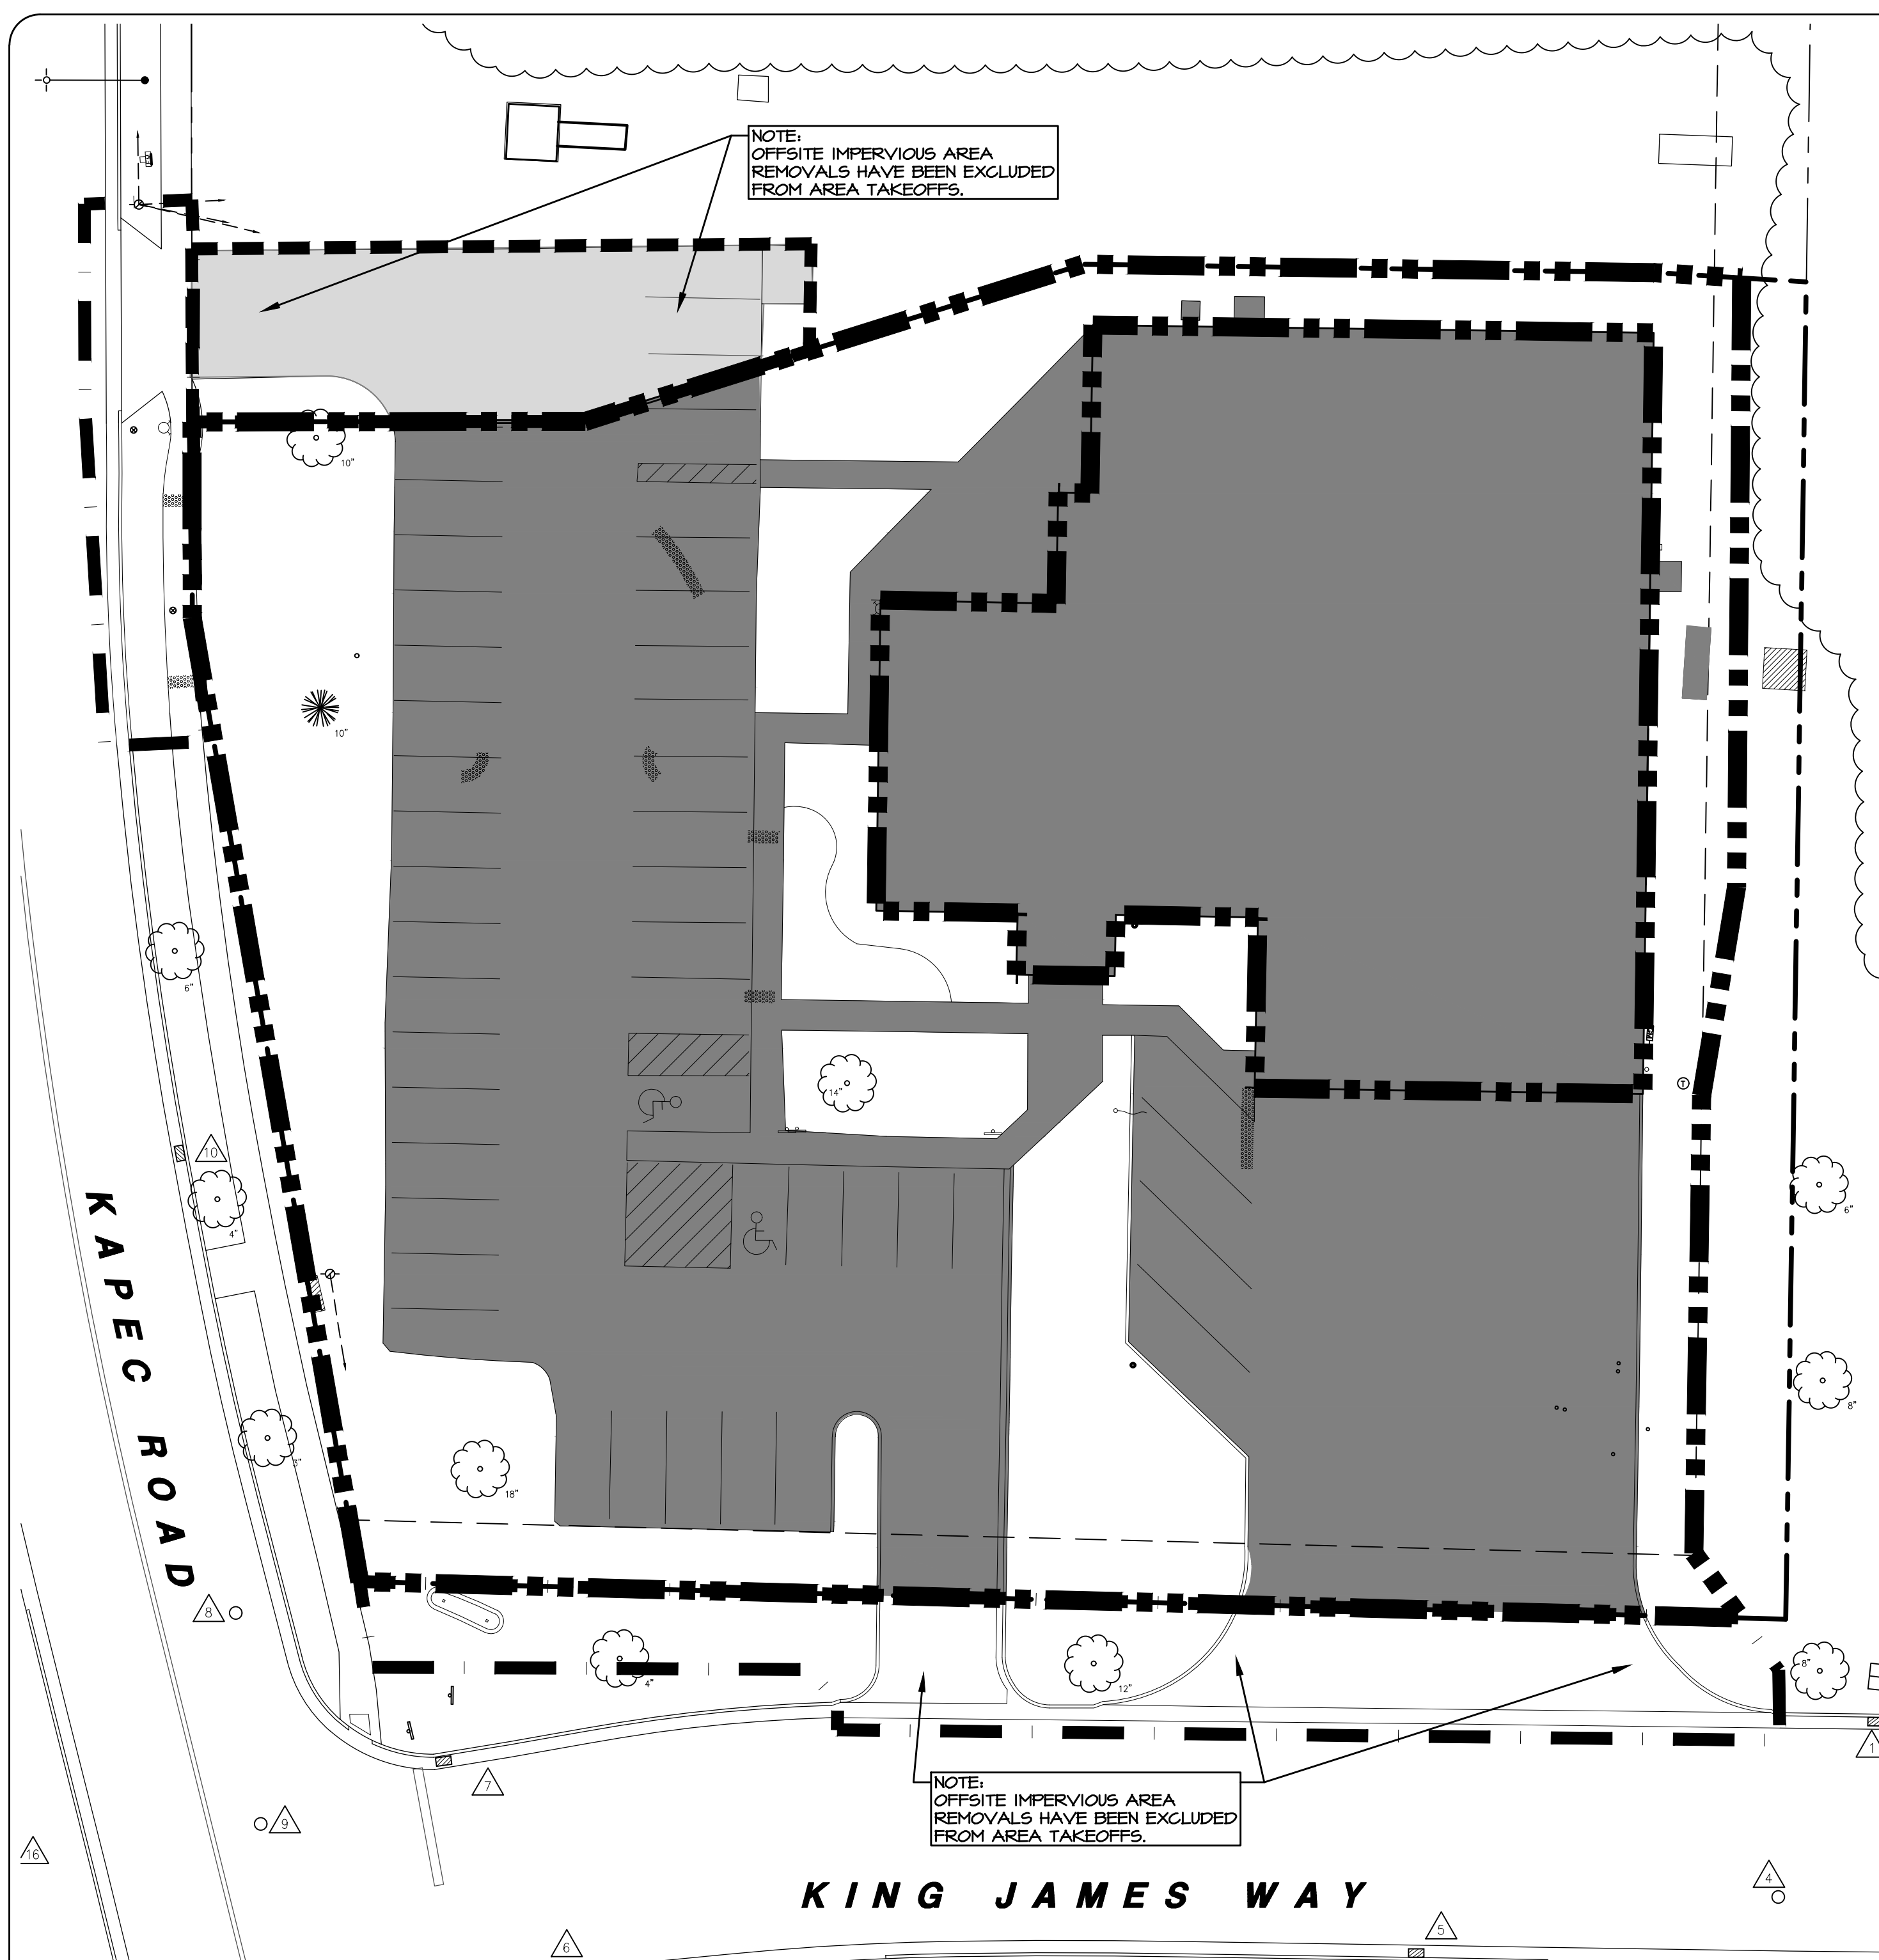 NOTE:
OFFSITE IMPERVIOUS AREA
REMOVALS HAVE BEEN EXCLUDED
FROM AREA TAKEOFFS.
10"
10"
6"
14"
10
4"
6"
KAPEC ROAD
8"
3"
18"
8
4"
12"
8"
1
7
NOTE:
OFFSITE IMPERVIOUS AREA
REMOVALS HAVE BEEN EXCLUDED
FROM AREA TAKEOFFS.
9
16
4
KING JAMES WAY
5
6
T